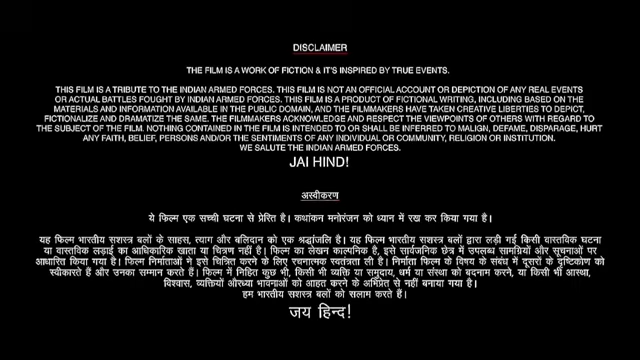 DISCLAIMER
THE FILM IS A WORK OF FICTION & IT'S INSPIRED BY TRUE EVENTS.
THIS FILM IS A TRIBUTE TO THE INDIAN ARMED FORCES. THIS FILM IS NOT AN OFFICIAL ACCOUNT OR DEPICTION OF ANY REAL EVENTS
OR ACTUAL BATTLES FOUGHT BY INDIAN ARMED FORCES. THIS FILM IS A PRODUCT OF FICTIONAL WRITING, INCLUDING BASED ON THE
MATERIALS AND INFORMATION AVAILABLE IN THE PUBLIC DOMAIN, AND THE FILMMAKERS HAVE TAKEN CREATIVE LIBERTIES TO DEPICT,
FICTIONALIZE AND DRAMATIZE THE SAME. THE FILMMAKERS ACKNOWLEDGE AND RESPECT THE VIEWPOINTS OF OTHERS WITH REGARD TO
THE SUBJECT OF THE FILM. NOTHING CONTAINED IN THE FILM IS INTENDED TO OR SHALL BE INFERRED TO MALIGN, DEFAME, DISPARAGE, HURT
ANY FAITH, BELIEF, PERSONS AND/OR THE SENTIMENTS OF ANY INDIVIDUAL OR COMMUNITY, RELIGION OR INSTITUTION.
WE SALUTE THE INDIAN ARMED FORCES.
JAI HIND!
अस्वीकरण
ये फिल्म एक सच्ची घटना से प्रेरित है। कथांकन मनोरंजन को ध्यान में रख कर किया गया है।
यह फिल्म भारतीय सशस्त्र बलों के साहस, त्याग और बलिदान को एक श्रद्धांजलि है। यह फिल्म भारतीय सशस्त्र बलों द्वारा लड़ी गई किसी वास्तविक घटना
या वास्तविक लड़ाई का आधिकारिक खाता या चित्रण नहीं है। फिल्म का लेखन काल्पनिक है, इसे सार्वजनिक छेत्र में उपलब्ध सामग्रियों और सूचनाओं पर
आधारित किया गया है। फिल्म निर्माताओं ने इसे चित्रित करने के लिए रचनात्मक स्वतंत्रता ली है। निर्माता फिल्म के विषय के संबंध में दूसरों के दृष्टिकोण को
स्वीकारते हैं और उनका सम्मान करते हैं। फिल्म में निहित कुछ भी, किसी भी व्यक्ति या समुदाय, धर्म या संस्था को बदनाम करने, या किसी भी आस्था,
विश्वास, व्यक्तियों और/या भावनाओं को आहत करने के अभिप्रेत से नहीं बनाया गया है।
हम भारतीय सशस्त्र बलों को सलाम करते हैं।
जय हिन्द!